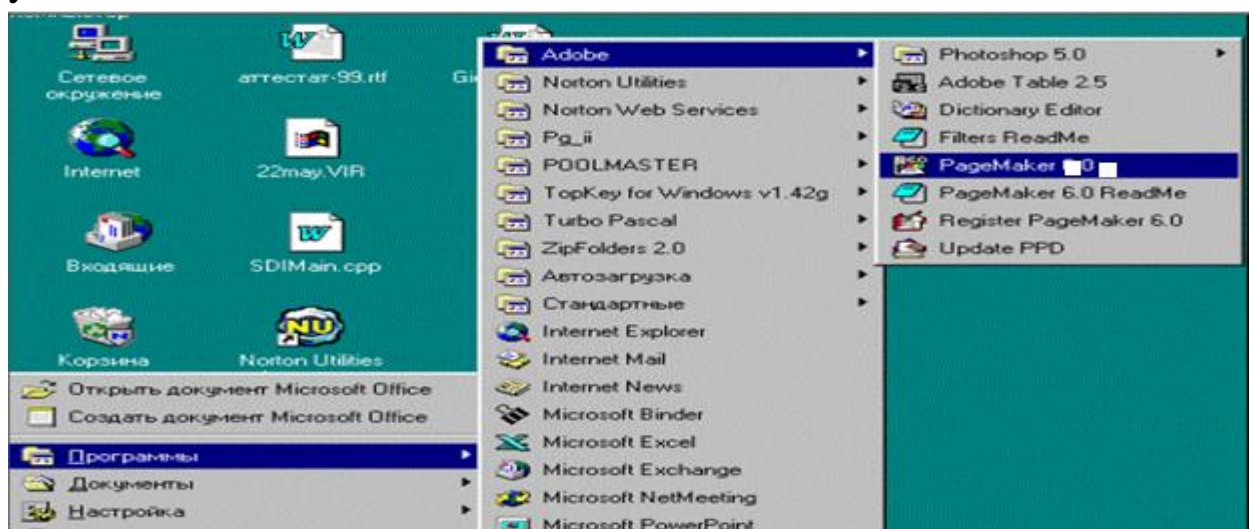 Сетевое
окружение
аттестат-99.rtf
Internet
22may.VIR
Входящие
SDIMain.cpp
Корзина
Norton Utilities
Открыть документ Microsoft Office
Создать документ Microsoft Office
Программы
Документы
Настройка
Adobe
Norton Utilities
Norton Web Services
Pg_ii
POOLMASTER
TopKey for Windows v1.42g
Turbo Pascal
ZipFolders 2.0
Автозагрузка
Стандартные
Internet Explorer
Internet Mail
Internet News
Microsoft Binder
Microsoft Excel
Microsoft Exchange
Microsoft NetMeeting
Microsoft PowerPoint
Photoshop 5.0
Adobe Table 2.5
Dictionary Editor
Filters ReadMe
PageMaker
PageMaker 6.0 ReadMe
Register PageMaker 6.0
Update PPD